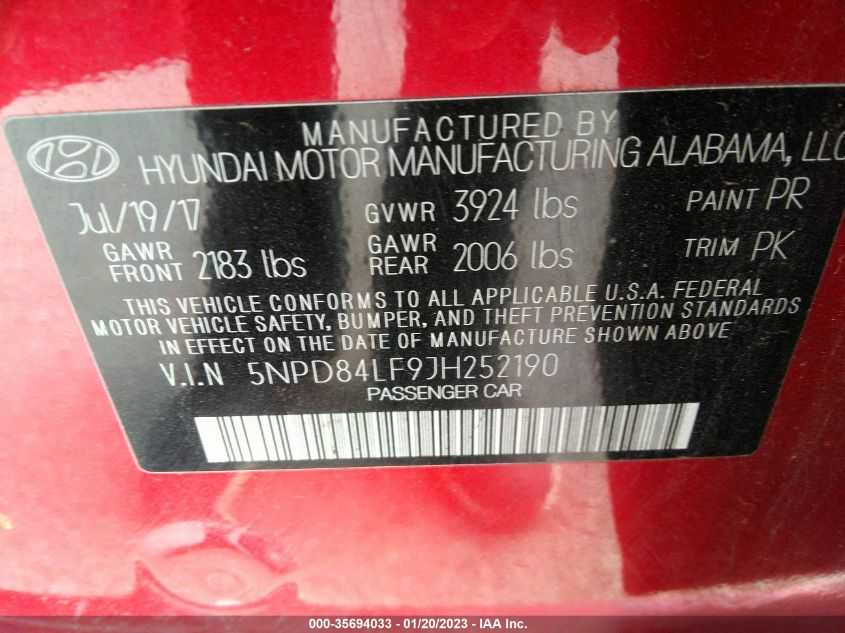 MANUFACTURED BY
HYUNDAI MOTOR MANUFACTURING ALABAMA, LLC
Jul/19/17 GVWR 3924 lbs PAINT PR
GAWR FRONT 2183 lbs GAWR REAR 2006 lbs TRIM PK
THIS VEHICLE CONFORMS TO ALL APPLICABLE U.S.A. FEDERAL
MOTOR VEHICLE SAFETY, BUMPER, AND THEFT PREVENTION STANDARDS
IN EFFECT ON THE DATE OF MANUFACTURE SHOWN ABOVE
V.I.N 5NPD84LF9JH252190
PASSENGER CAR
000-35694033 - 01/20/2023 - IAA Inc.